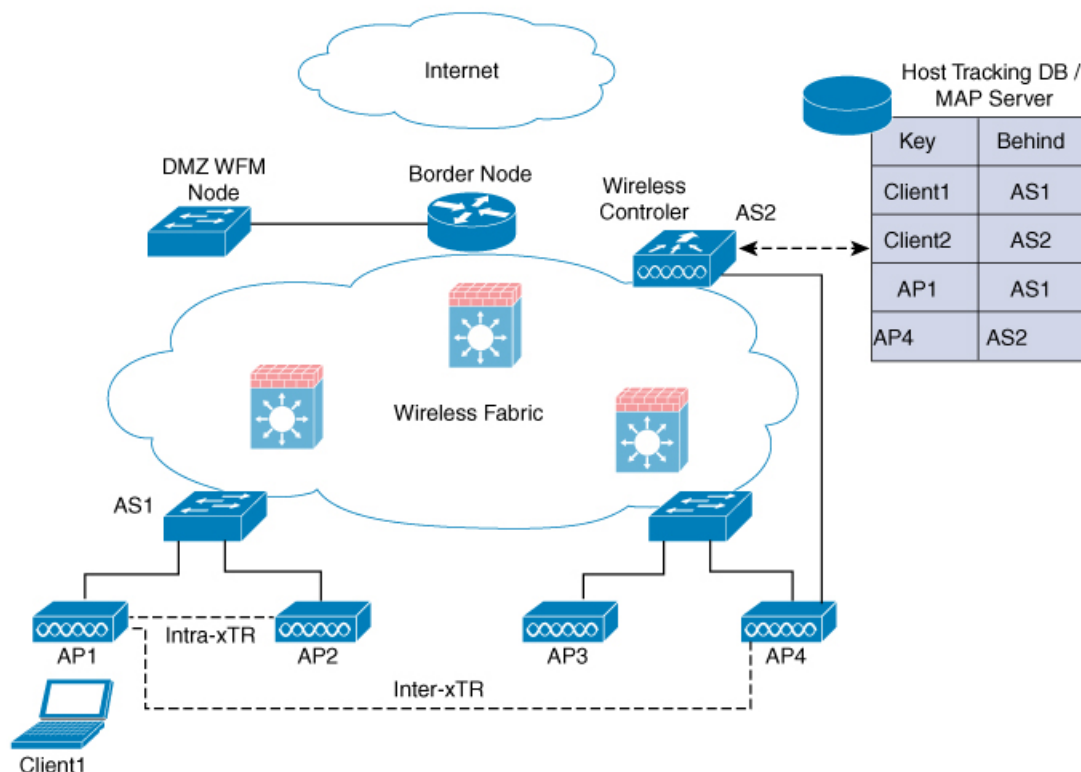 Internet
Host Tracking DB /
MAP Server
Key Behind
Client1 AS1
Client2 AS2
AP1 AS1
AP4 AS2
DMZ WFM
Node
Border Node
Wireless
Controler
AS2
Wireless Fabric
AS1
Intra-xTR
AP1
AP2
AP3
AP4
Inter-xTR
Client1